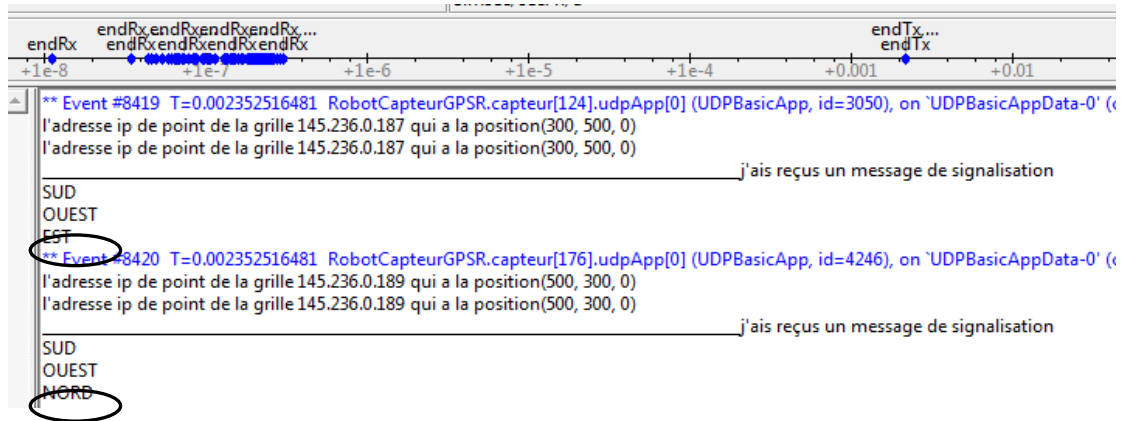 endRx,endRxendRxendRx,...
endRx endRxendRxendRxendRx
endTx,...
endTx
+1e-8 +1e-7 +1e-6 +1e-5 +1e-4 +0.001 +0.01
** Event #8419 T=0.002352516481 RobotCapteurGPSR.capteur[124].udpApp[0] (UDPBasicApp, id=3050), on `UDPBasicAppData-0' (
l'adresse ip de point de la grille 145.236.0.187 qui a la position(300, 500, 0)
l'adresse ip de point de la grille 145.236.0.187 qui a la position(300, 500, 0)
j'ais reçus un message de signalisation
SUD
OUEST
EST
** Event #8420 T=0.002352516481 RobotCapteurGPSR.capteur[176].udpApp[0] (UDPBasicApp, id=4246), on `UDPBasicAppData-0' (
l'adresse ip de point de la grille 145.236.0.189 qui a la position(500, 300, 0)
l'adresse ip de point de la grille 145.236.0.189 qui a la position(500, 300, 0)
j'ais reçus un message de signalisation
SUD
OUEST
NORD